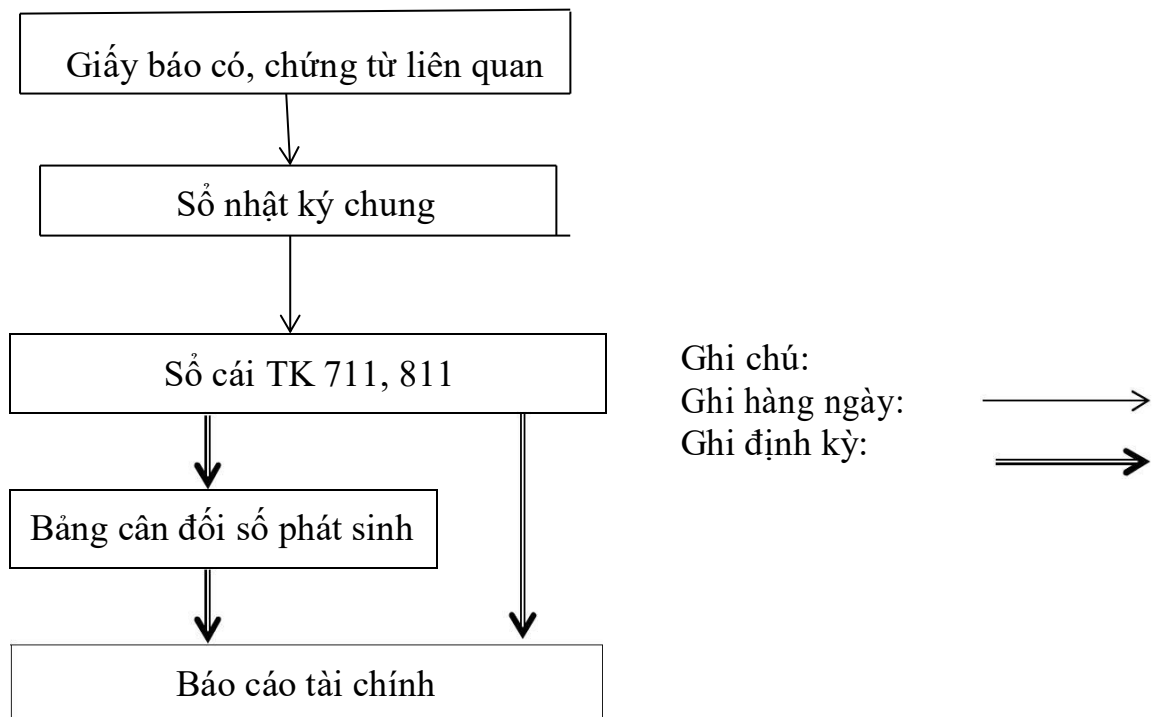 Giấy báo có, chứng từ liên quan
Sổ nhật ký chung
Sổ cái TK 711, 811
Ghi chú:
Ghi hàng ngày:
Ghi định kỳ:
Bảng cân đối số phát sinh
Báo cáo tài chính